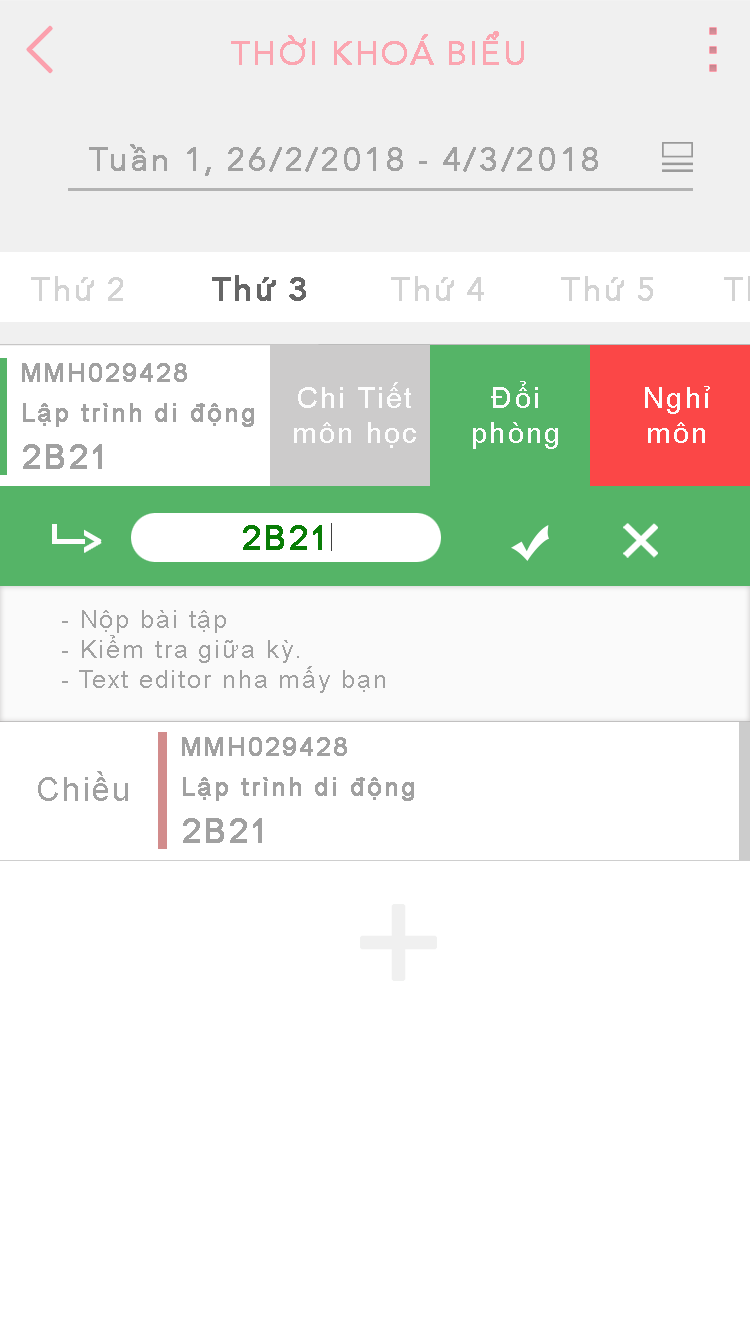 THỜI KHOÁ BIỂU
Tuần 1, 26/2/2018 - 4/3/2018
Thứ 2 Thứ 3 Thứ 4 Thứ 5
MMH029428
Lập trình di động
2B21
Chi Tiết
môn học
Đổi
phòng
Nghỉ
môn
2B21
- Nộp bài tập
- Kiểm tra giữa kỳ.
- Text editor nha mấy bạn
Chiều
MMH029428
Lập trình di động
2B21